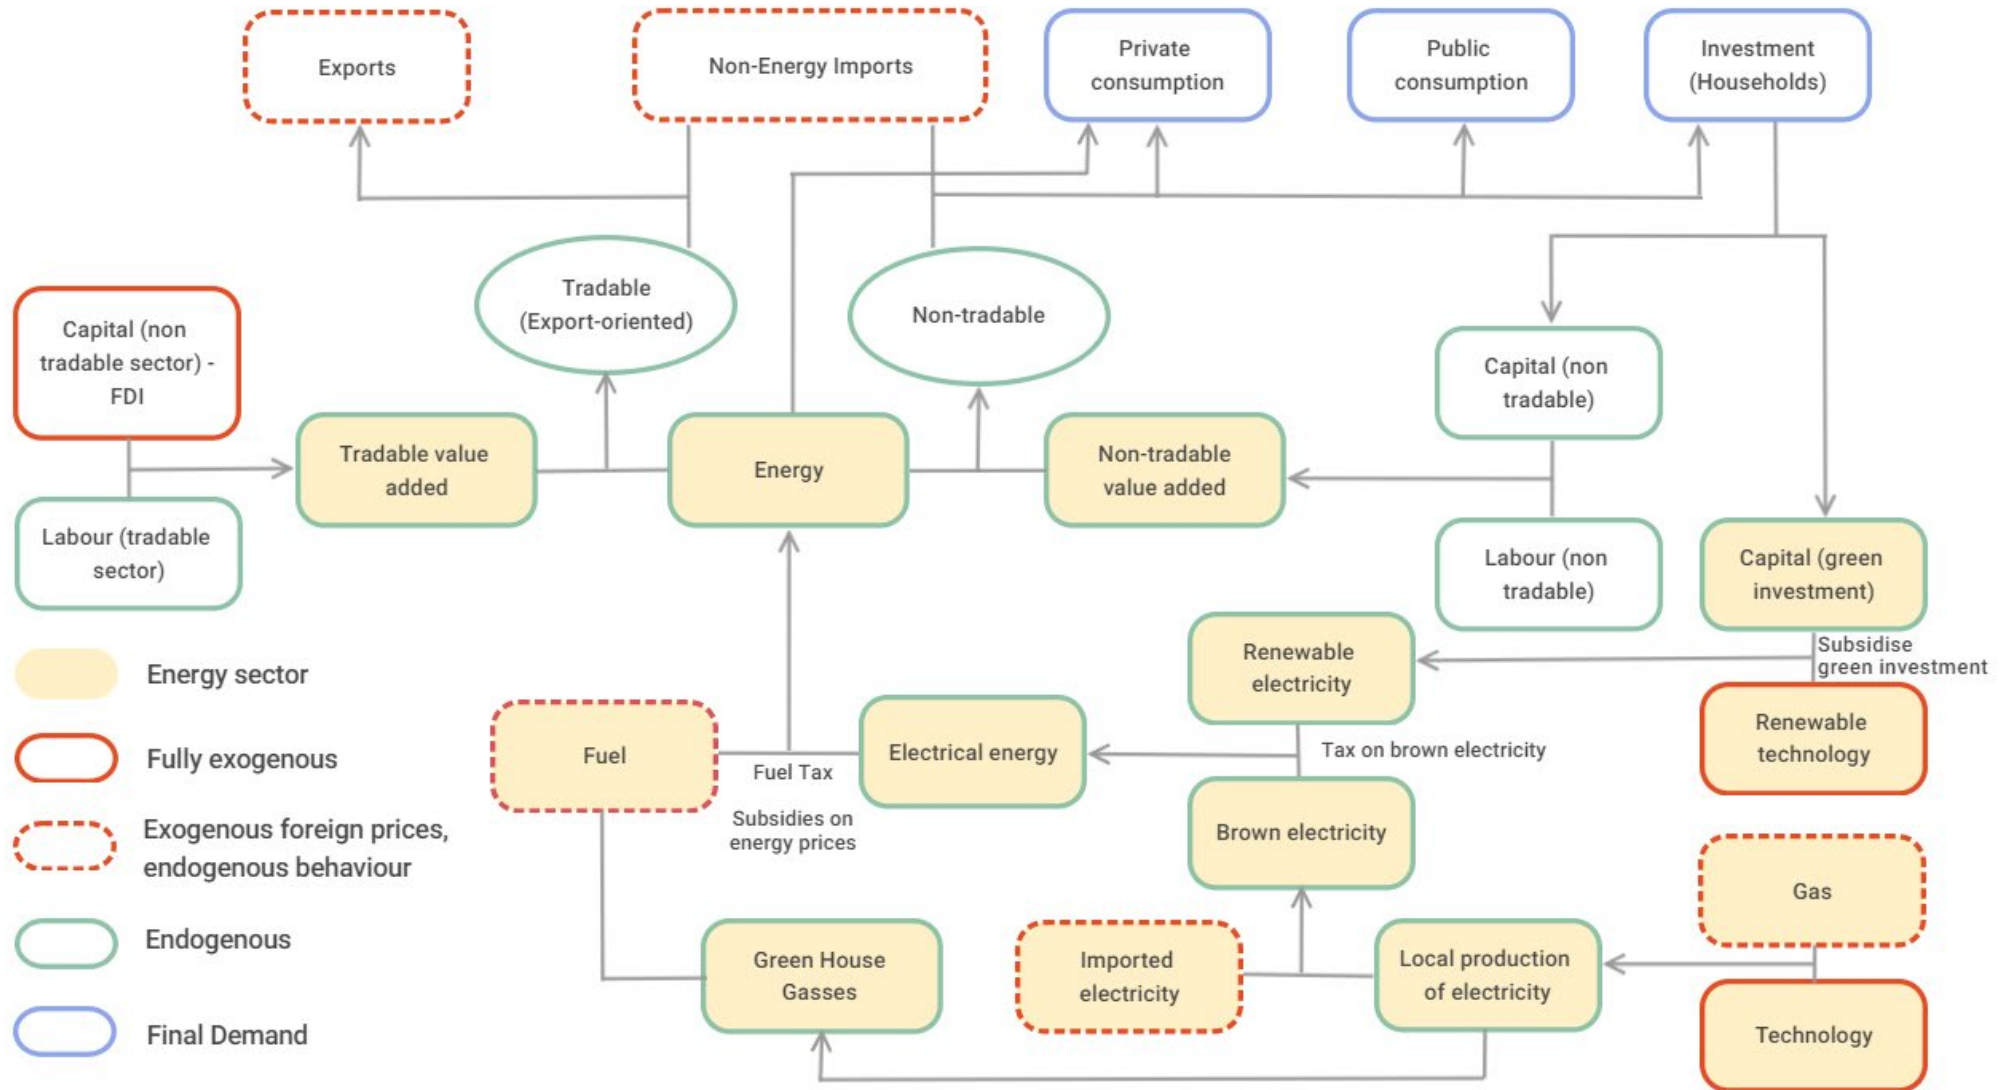 Exports
Non-Energy Imports
Private
consumption
Public
consumption
Investment
(Households)
Tradable
(Export-oriented)
Non-tradable
Capital (non
tradable sector) -
FDI
Capital (non
tradable)
Tradable value
added
Energy
Non-tradable
value added
Labour (tradable
sector)
Labour (non
tradable)
Capital (green
investment)
Subsidise
green investment
Renewable
electricity
Renewable
technology
Energy sector
Fully exogenous
Exogenous foreign prices,
endogenous behaviour
Endogenous
Final Demand
Fuel
Fuel Tax
Subsidies on
energy prices
Electrical energy
Tax on brown electricity
Brown electricity
Gas
Green House
Gasses
Imported
electricity
Local production
of electricity
Technology